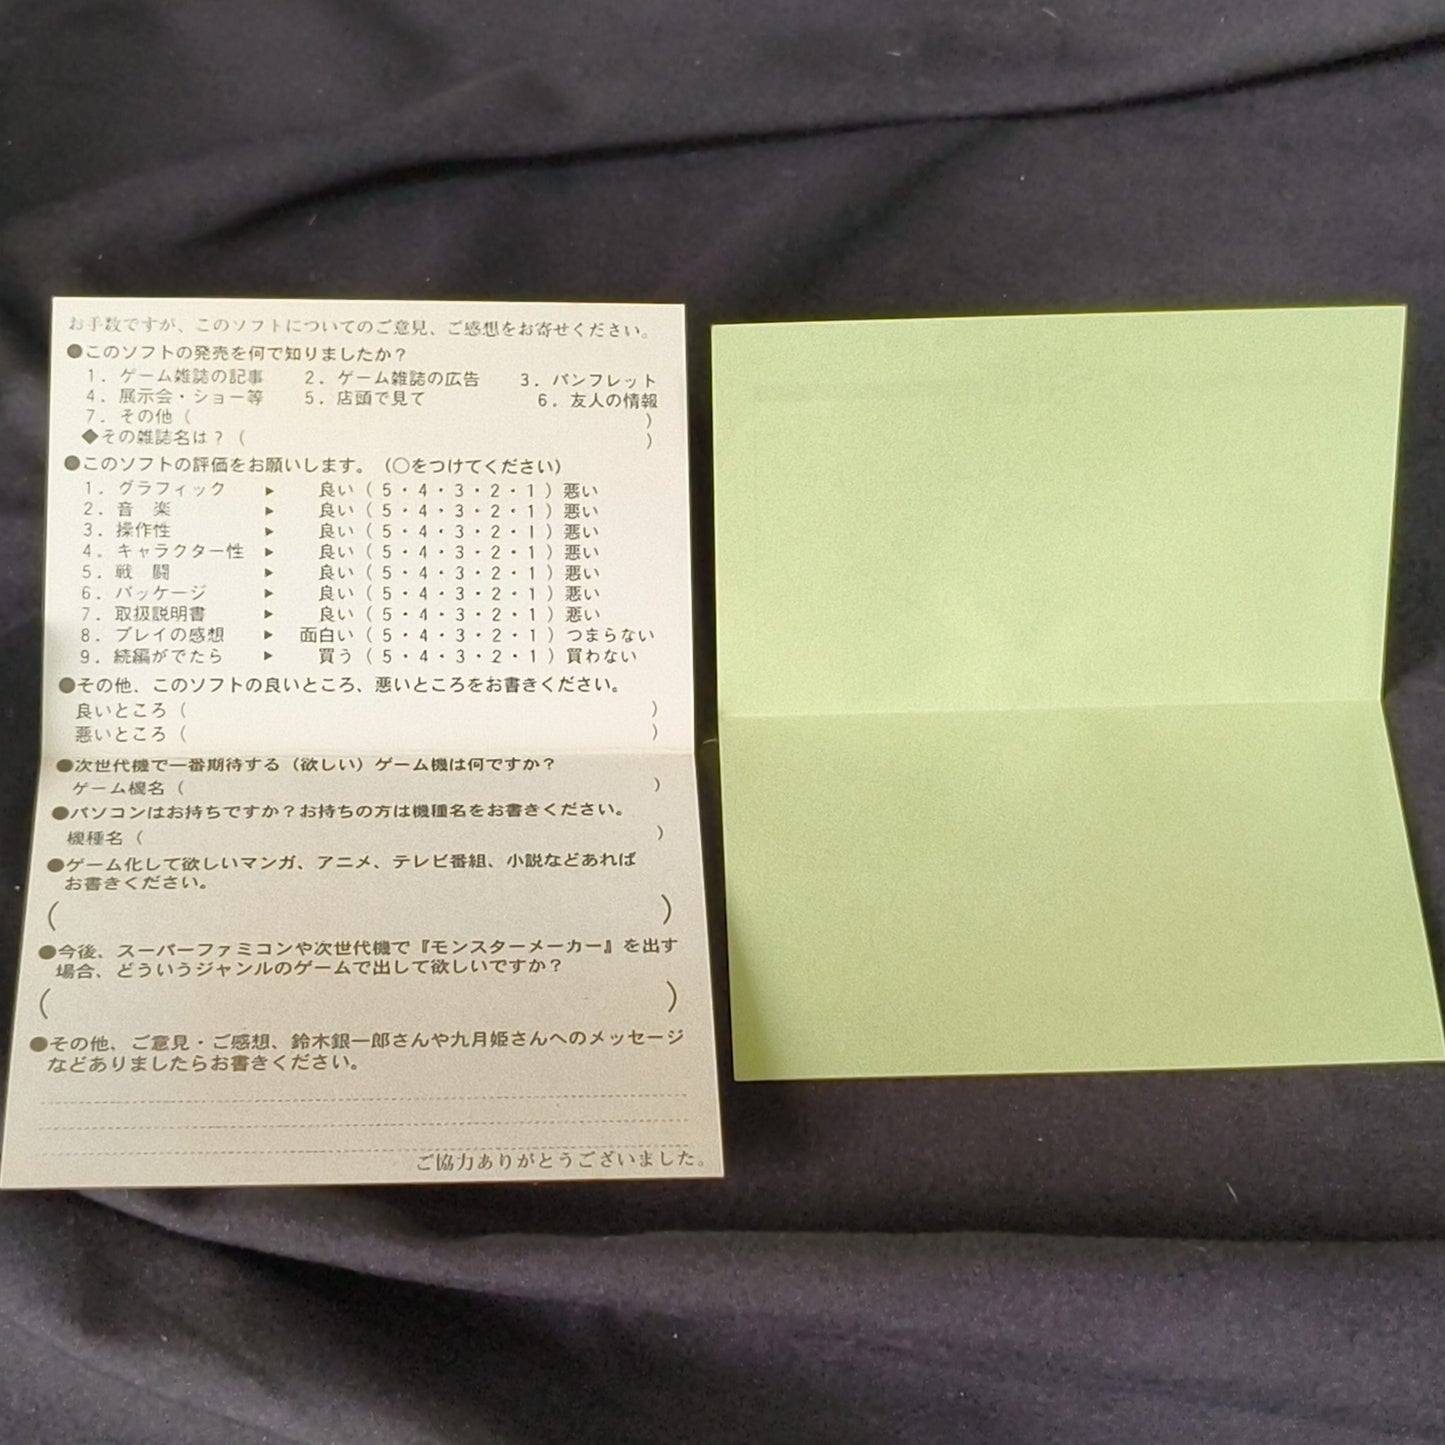 お手数ですが、このソフトについてのご意見、ご感想をお寄せください。
●このソフトの発売を何で知りましたか?
1．ゲーム雑誌の記事　2．ゲーム雑誌の広告　3．パンフレット
4．展示会・ショー等　5．店頭で見て　6．友人の情報
7．その他（　）
◆その雑誌名は?（　）
●このソフトの評価をお願いします。（○をつけてください）
1．グラフィック　▶　良い（5・4・3・2・1）悪い
2．音　楽　▶　良い（5・4・3・2・1）悪い
3．操作性　▶　良い（5・4・3・2・1）悪い
4．キャラクター性　▶　良い（5・4・3・2・1）悪い
5．戦　闘　▶　良い（5・4・3・2・1）悪い
6．パッケージ　▶　良い（5・4・3・2・1）悪い
7．取扱説明書　▶　良い（5・4・3・2・1）悪い
8．プレイの感想　▶　面白い（5・4・3・2・1）つまらない
9．続編がでたら　▶　買う（5・4・3・2・1）買わない
●その他、このソフトの良いところ、悪いところをお書きください。
良いところ（　）
悪いところ（　）
●次世代機で一番期待する（欲しい）ゲーム機は何ですか?
ゲーム機名（　）
●パソコンはお持ちですか?お持ちの方は機種名をお書きください。
機種名（　）
●ゲーム化して欲しいマンガ、アニメ、テレビ番組、小説などあれば
お書きください。
（　）
●今後、スーパーファミコンや次世代機で『モンスターメーカー』を出す
場合、どういうジャンルのゲームで出して欲しいですか?
（　）
●その他、ご意見・ご感想、鈴木銀一郎さんや九月姫さんへのメッセージ
などありましたらお書きください。
ご協力ありがとうございました。